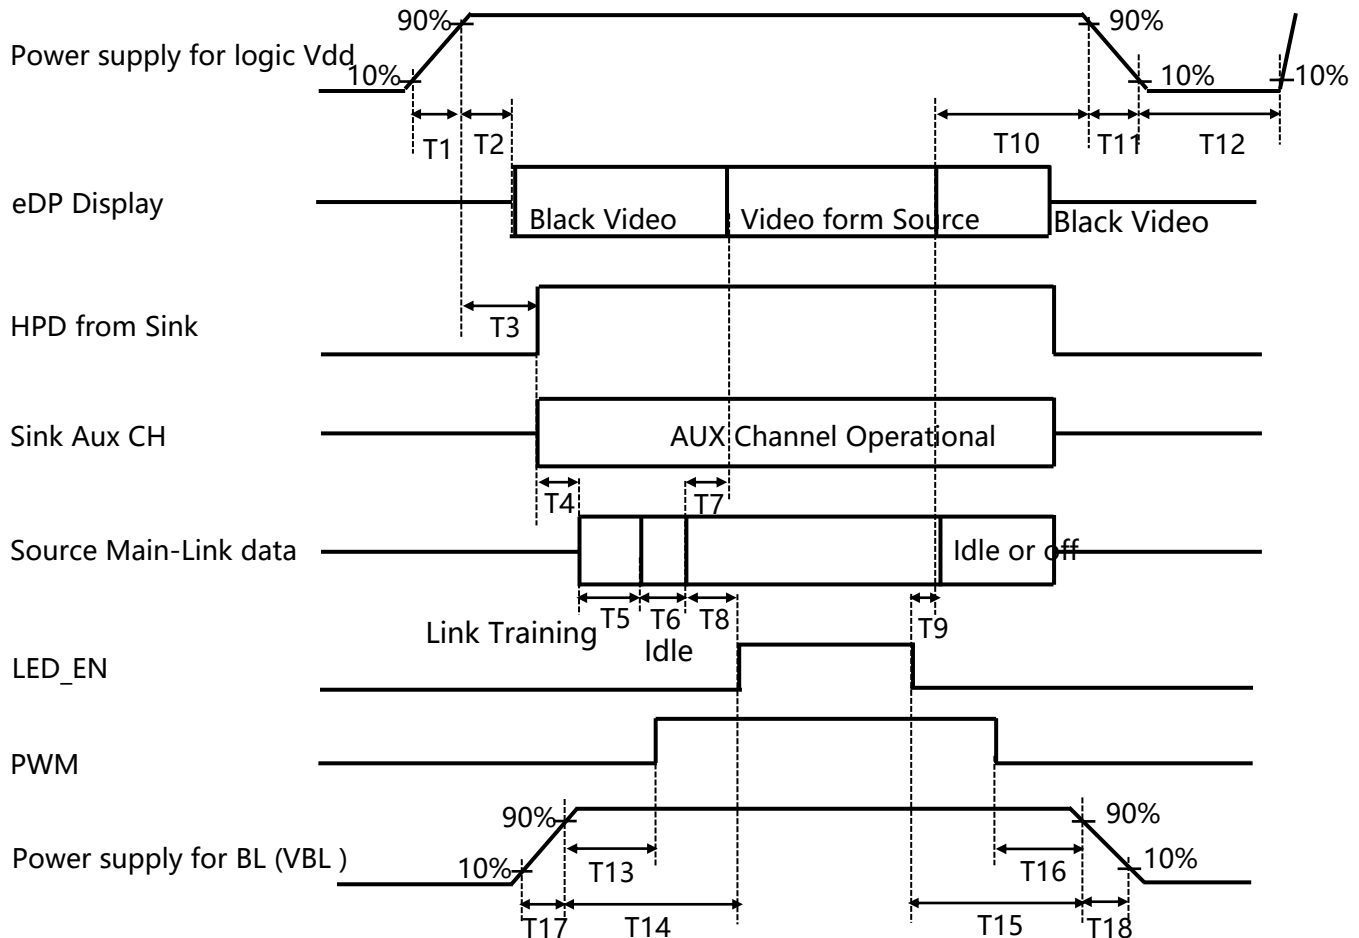 90%
90%
Power supply for logic Vdd
10%
10%
10%
T1
T2
T10
T11
T12
eDP Display
Black Video
Video form Source
Black Video
HPD from Sink
T3
Sink Aux CH
AUX Channel Operational
T4
T7
Source Main-Link data
Idle or off
T5
T6
T8
T9
Link Training
Idle
LED_EN
PWM
90%
90%
Power supply for BL (VBL )
10%
T13
T16
10%
T17
T14
T15
T18